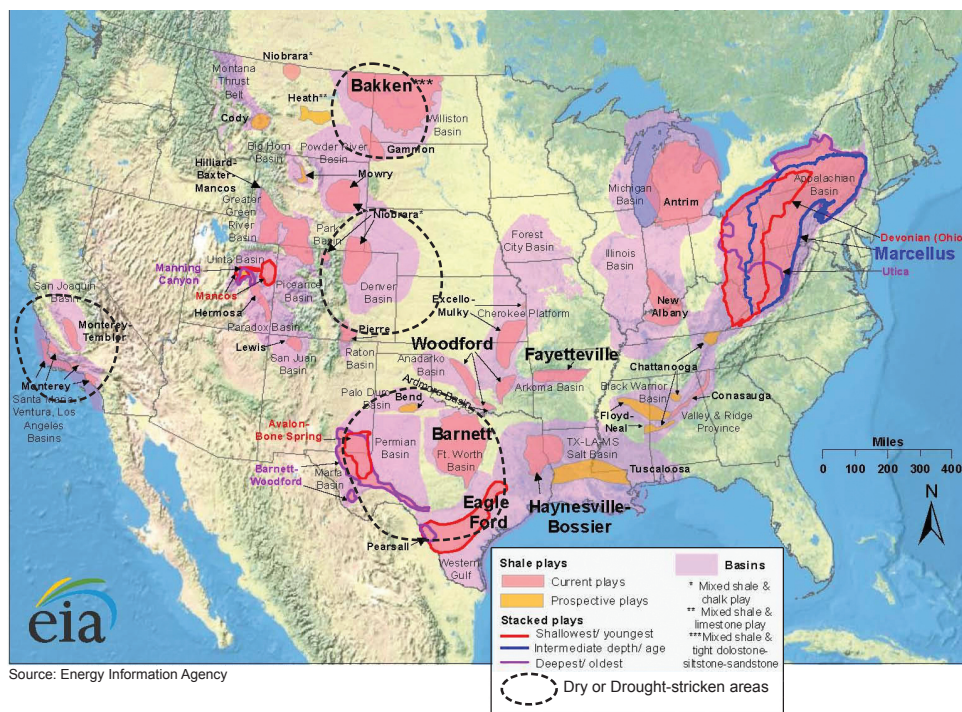 Niobrara*
Montana
Thrust
Belt
Bakken***
Heath**
Cody
Williston
Basin
Big Horn
Basin
Powder River
Basin
Gammon
Hilliard-
Baxter-
Mancos
Mowry
Greater
Green
River
Basin
Niobrara*
Park
Basin
Michigan
Basin
Antrim
Appalachian
Basin
Devonian (Ohio)
Marcellus
Utica
Forest
City Basin
Illinois
Basin
Uinta Basin
Manning
Canyon
Piceance
Basin
Denver
Basin
San Joaquin
Basin
Mancos
Hermosa
Excello-
Mulky
Cherokee Platform
New
Albany
Monterey-
Temblor
Paradox Basin
Pierre
Lewis
San Juan
Basin
Raton
Basin
Woodford
Anadarko
Basin
Fayetteville
Chattanooga
Monterey
Santa Maria,
Ventura, Los
Angeles
Basins
Palo Duro
Basin
Bend
Ardmore Basin
Arkoma Basin
Black Warrior
Basin
Conasauga
Floyd-
Neal
Valley & Ridge
Province
Avalon-
Bone Spring
Permian
Basin
Barnett
Ft. Worth
Basin
TX-LA-MS
Salt Basin
Tuscaloosa
Barnett-
Woodford
Marfa
Basin
Eagle
Ford
Haynesville-
Bossier
Pearsall
Western
Gulf
Miles
0 100 200 300 400
N
eia
Shale plays
Current plays
Prospective plays
Stacked plays
Shallowest/ youngest
Intermediate depth/ age
Deepest/ oldest
Basins
* Mixed shale &
chalk play
** Mixed shale &
limestone play
***Mixed shale &
tight dolostone-
siltstone-sandstone
Dry or Drought-stricken areas
Source: Energy Information Agency